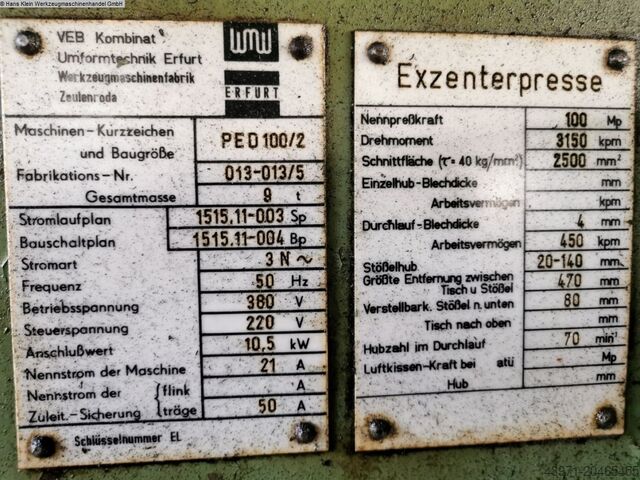 © Hans Klein Werkzeugmaschinenhandel GmbH
VEB Kombinat
Umformtechnik Erfurt
Werkzeugmaschinenfabrik
Zeulenroda
WMW
ERFURT
Maschinen-Kurzzeichen und Baugröße PED 100/2
Fabrikations-Nr. 013-013/5
Gesamtmasse 9 t
Stromlaufplan 1515.11-003 Sp
Bauschaltplan 1515.11-004 Bp
Stromart 3 N ~
Frequenz 50 Hz
Betriebsspannung 380 V
Steuerspannung 220 V
Anschlußwert 10,5 kW
Nennstrom der Maschine 21 A
Nennstrom der { flink A
Zuleit.-Sicherung { träge 50 A
Schlüsselnummer EL
Exzenterpresse
Nennpreßkraft 100 Mp
Drehmoment 3150 kpm
Schnittfläche (τ = 40 kg/mm²) 2500 mm²
Einzelhub-Blechdicke mm
Arbeitsvermögen kpm
Durchlauf-Blechdicke 4 mm
Arbeitsvermögen 450 kpm
Stößelhub 20-140 mm
Größte Entfernung zwischen Tisch u Stößel 470 mm
Verstellbark. Stößel n. unten 80 mm
Tisch nach oben mm
Hubzahl im Durchlauf 70 min⁻¹
Luftkissen-Kraft bei atü Mp
Hub mm